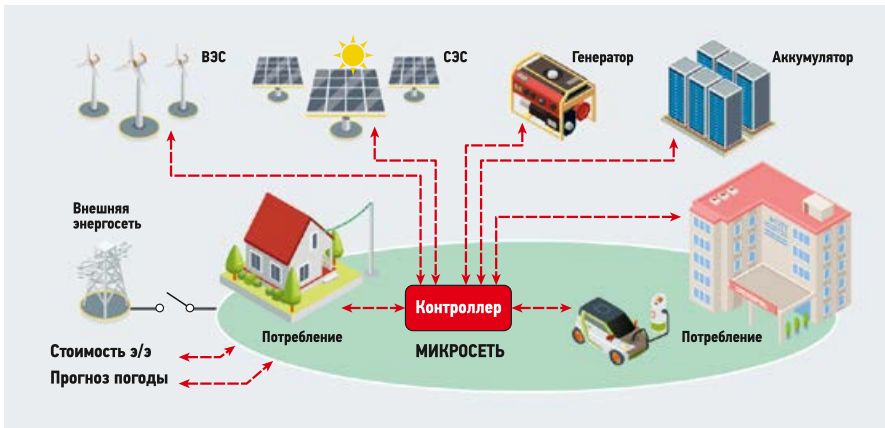 ВЭС
СЭС
Генератор
Аккумулятор
Внешняя
энергосеть
Контроллер
Потребление
МИКРОСЕТЬ
Потребление
Стоимость э/э
Прогноз погоды